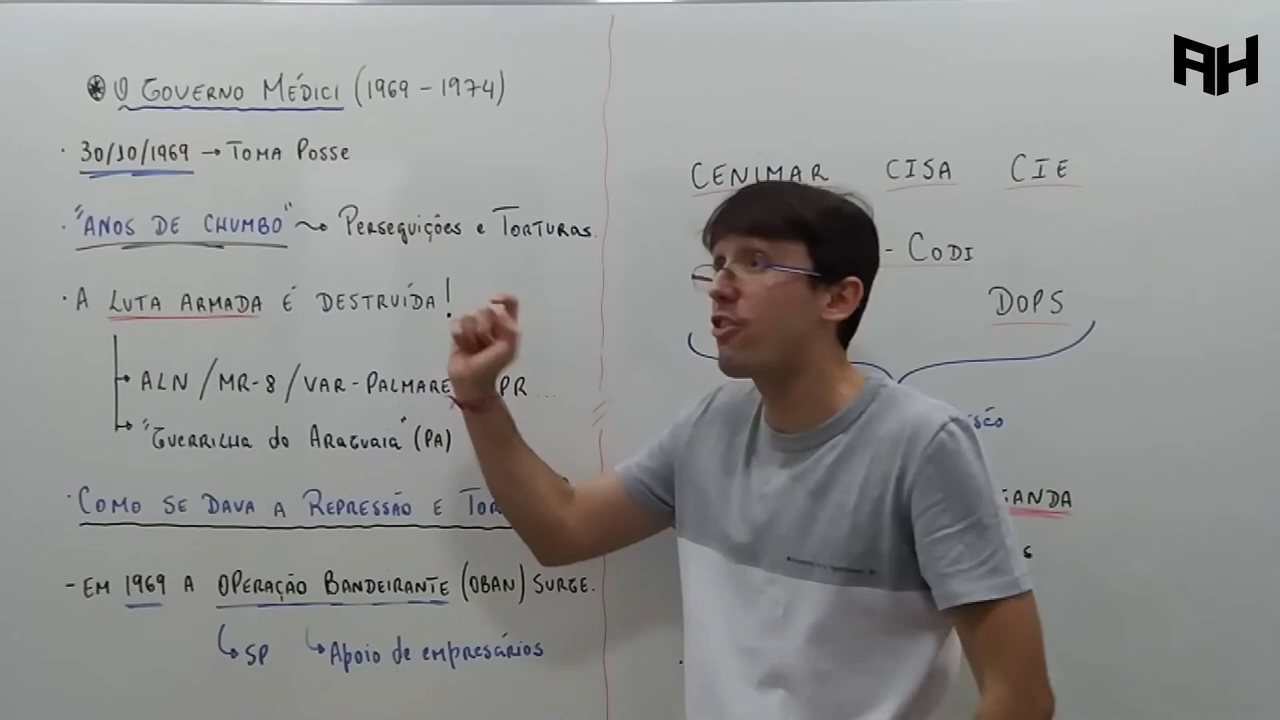 O GOVERNO MÉDICI (1969 - 1974)
· 30/10/1969 → TOMA POSSE
· "ANOS DE CHUMBO" ~> PERSEGUIÇÕES E TORTURAS.
· A LUTA ARMADA É DESTRUÍDA!
→ ALN / MR-8 / VAR-PALMARE PR ...
→ "GUERRILHA DO ARAGUAIA" (PA)
· COMO SE DAVA A REPRESSÃO E
- EM 1969 A OPERAÇÃO BANDEIRANTE (OBAN) SURGE.
↳ SP ↳ Apoio de empresários
CENIMAR CISA CIE
- CODI
DOPS
AH